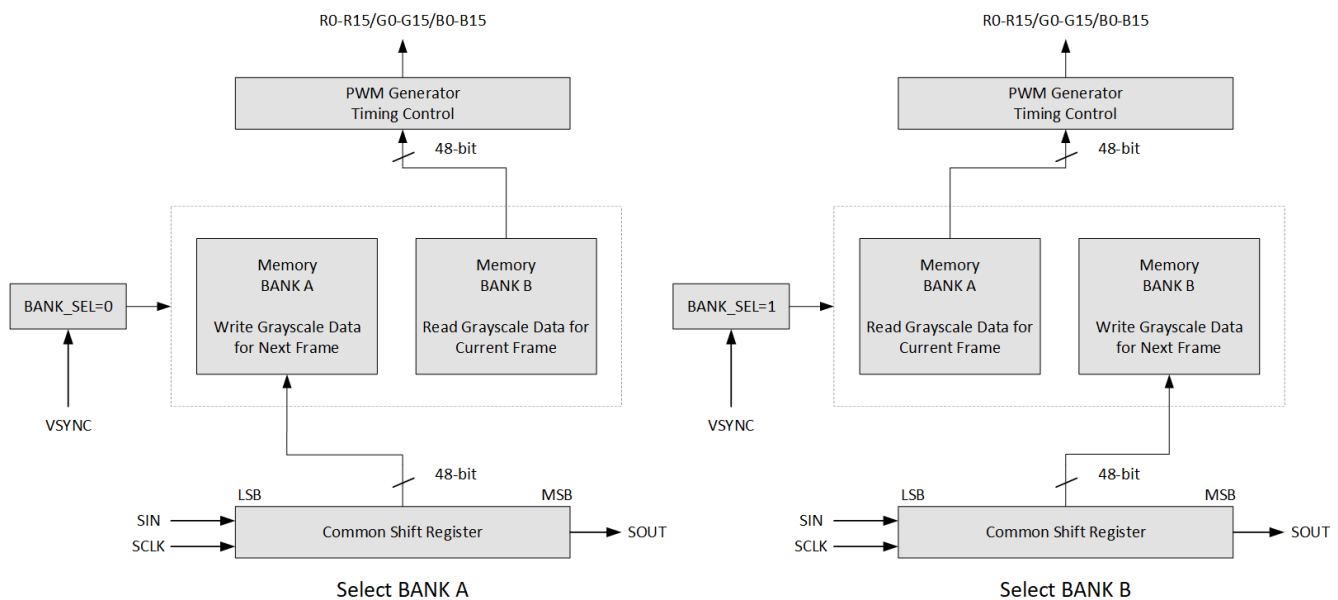 R0-R15/G0-G15/B0-B15
PWM Generator
Timing Control
48-bit
Memory
BANK A
Write Grayscale Data
for Next Frame
Memory
BANK B
Read Grayscale Data for
Current Frame
BANK_SEL=0
VSYNC
48-bit
LSB
MSB
SIN
SCLK
Common Shift Register
SOUT
Select BANK A
R0-R15/G0-G15/B0-B15
PWM Generator
Timing Control
48-bit
Memory
BANK A
Read Grayscale Data for
Current Frame
Memory
BANK B
Write Grayscale Data
for Next Frame
BANK_SEL=1
VSYNC
48-bit
LSB
MSB
SIN
SCLK
Common Shift Register
SOUT
Select BANK B